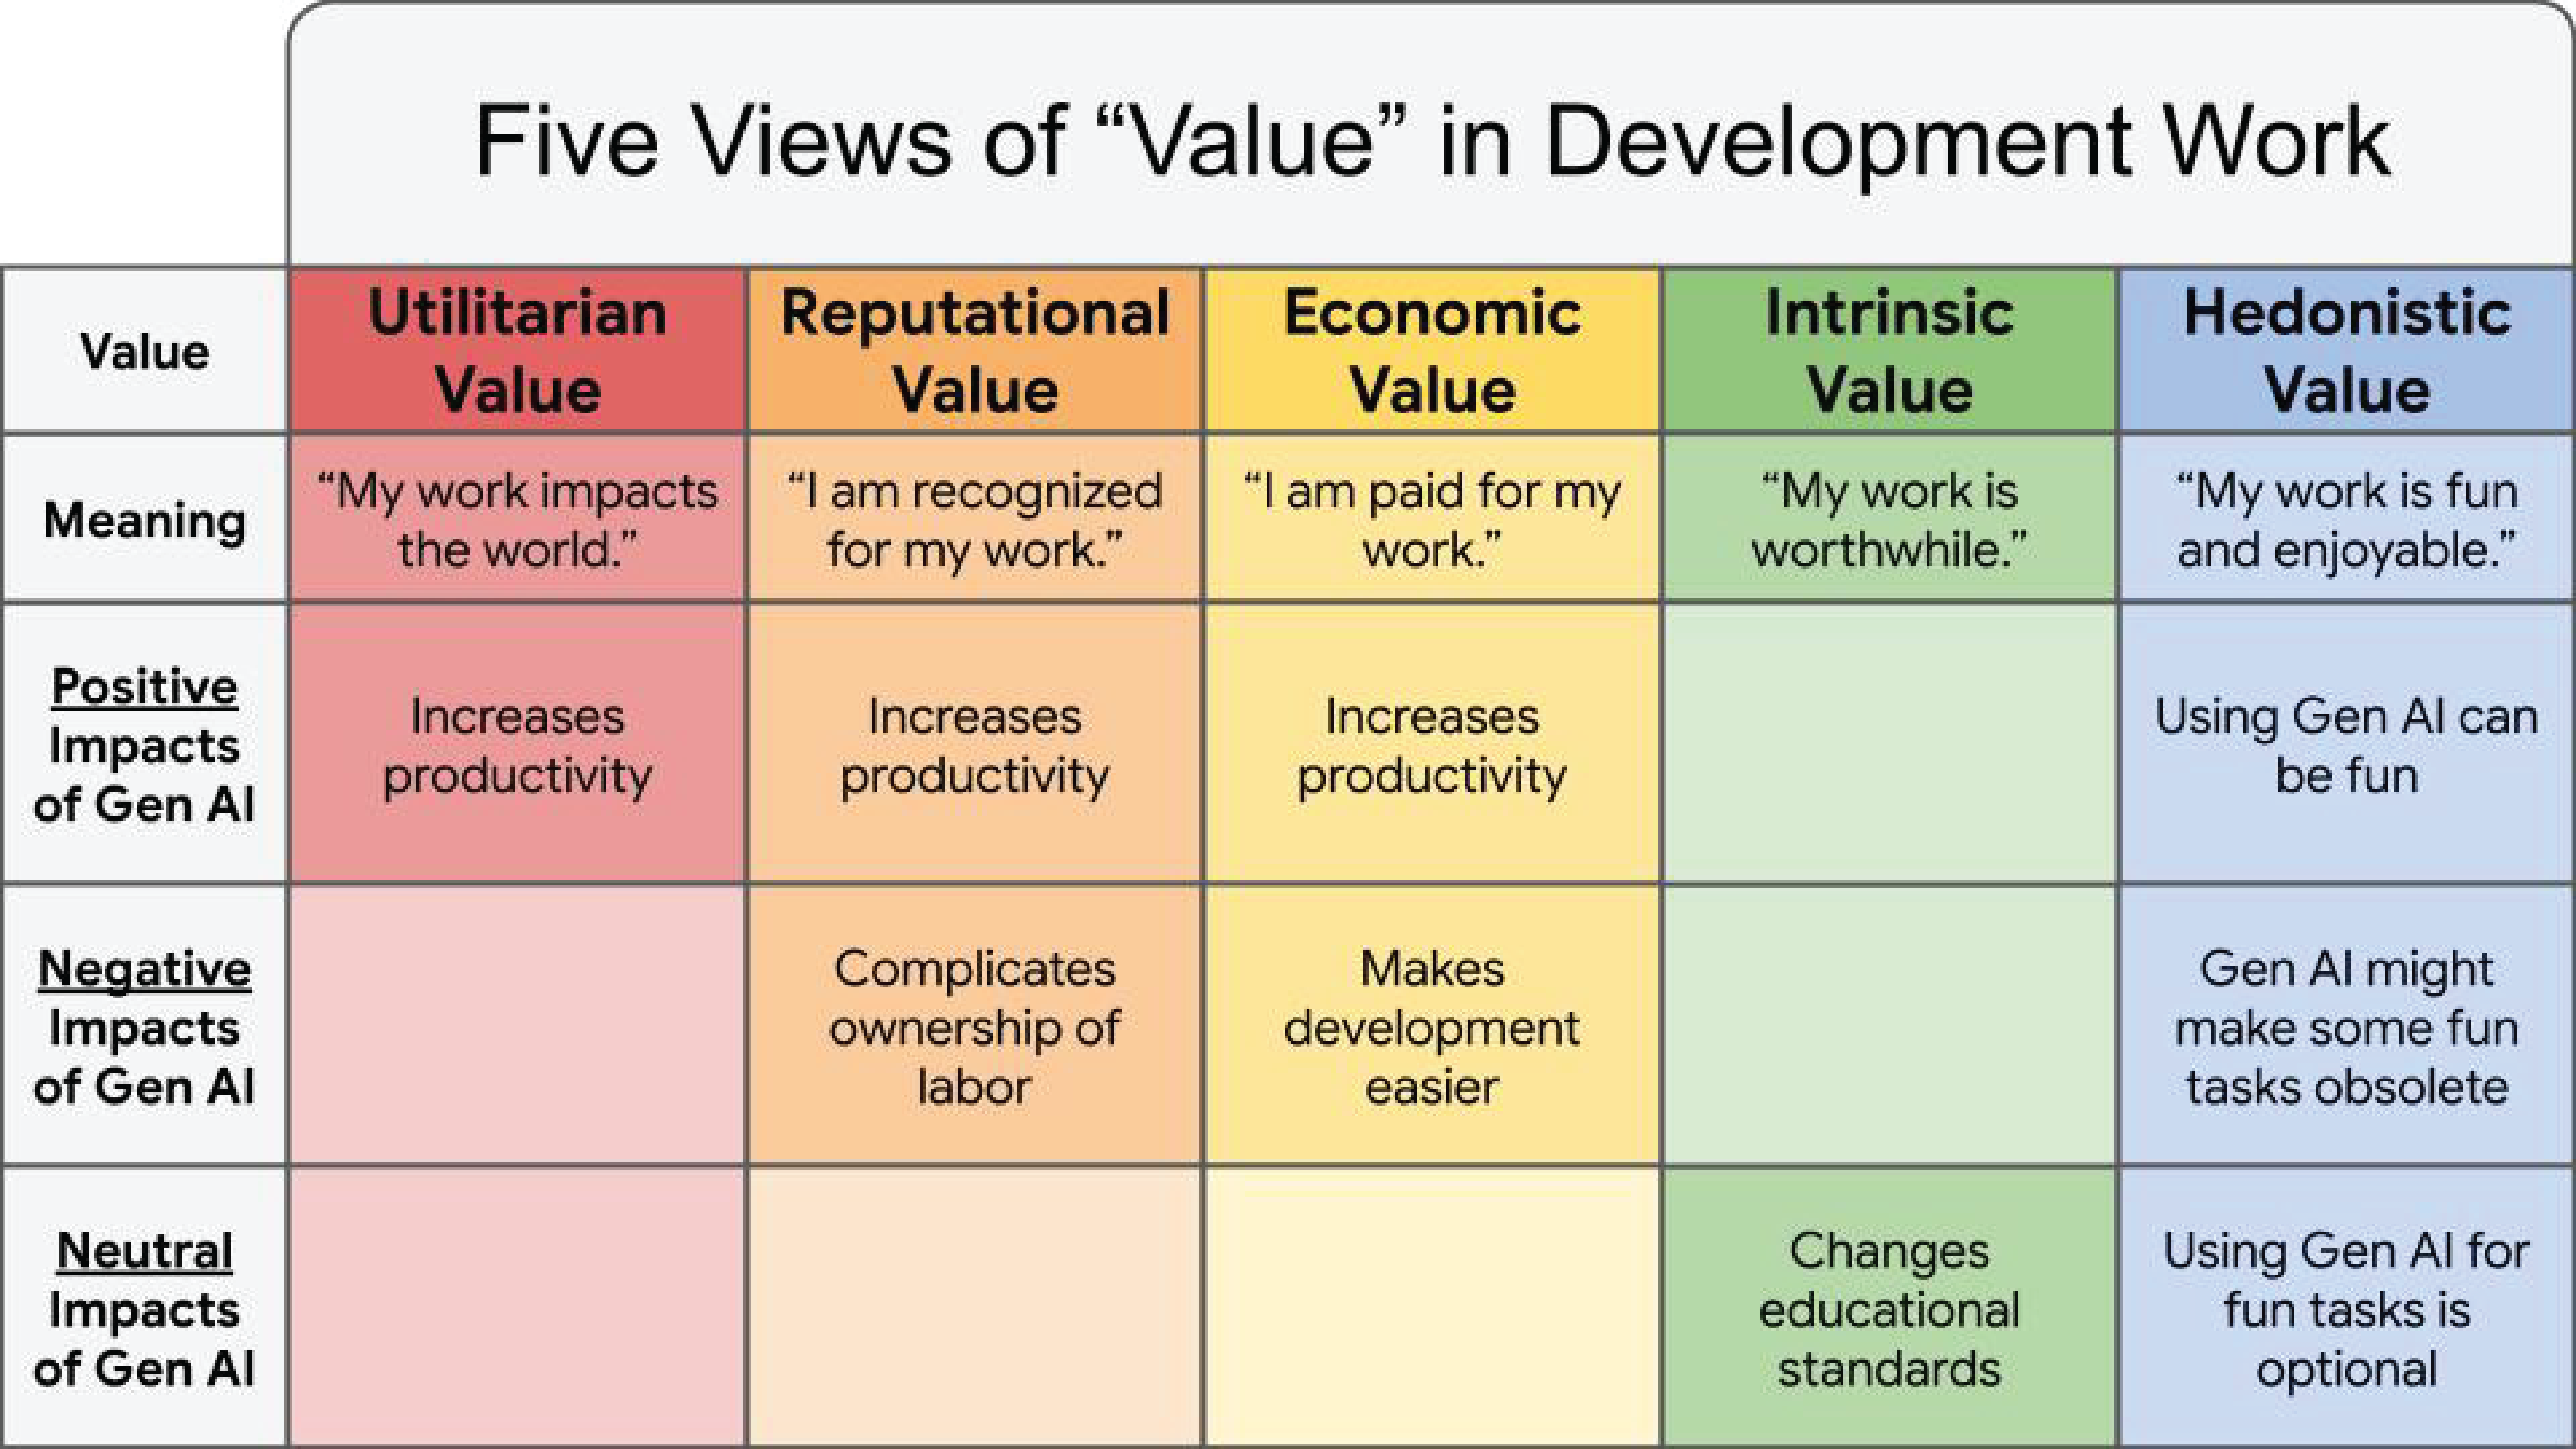 Five Views of “Value” in Development Work
Value
Utilitarian
Value
Reputational
Value
Economic
Value
Intrinsic
Value
Hedonistic
Value
Meaning
“My work impacts
the world.”
“I am recognized
for my work.”
“I am paid for my
work.”
“My work is
worthwhile.”
“My work is fun
and enjoyable.”
Positive
Impacts
of Gen AI
Increases
productivity
Increases
productivity
Increases
productivity
Using Gen AI can
be fun
Negative
Impacts
of Gen AI
Complicates
ownership of
labor
Makes
development
easier
Gen AI might
make some fun
tasks obsolete
Neutral
Impacts
of Gen AI
Changes
educational
standards
Using Gen AI for
fun tasks is
optional